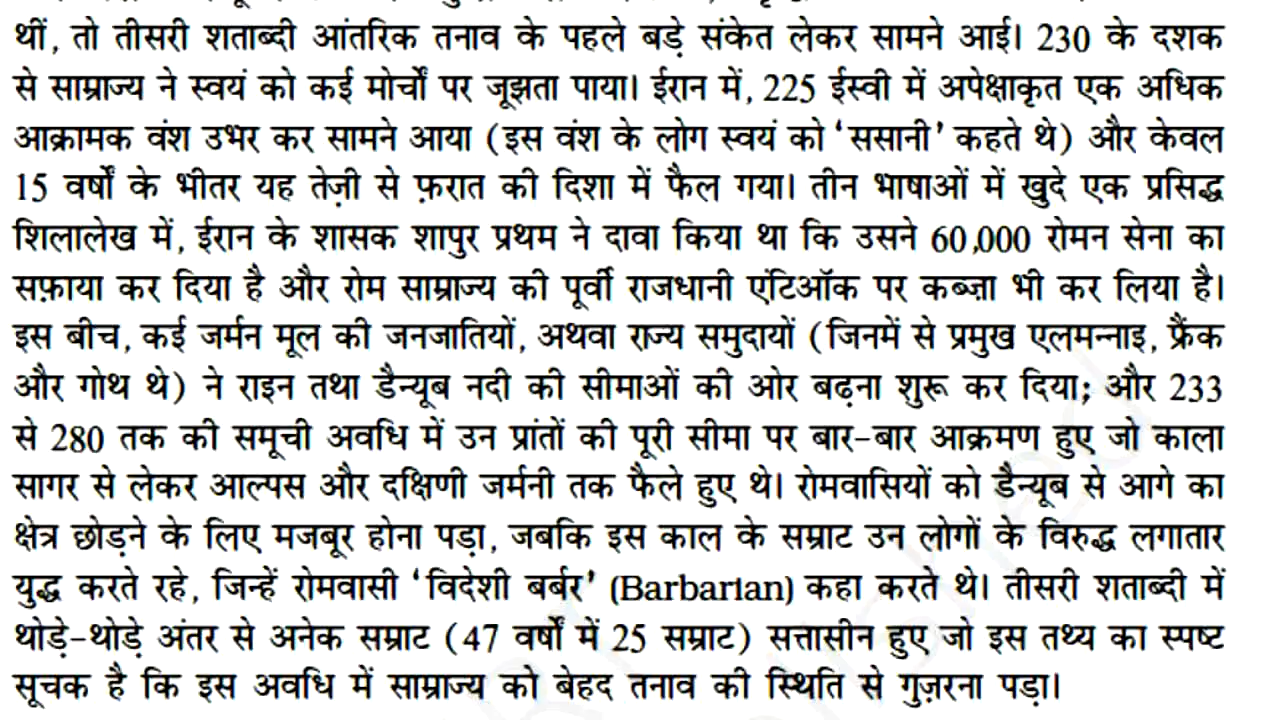 थीं, तो तीसरी शताब्दी आंतरिक तनाव के पहले बड़े संकेत लेकर सामने आई। 230 के दशक
से साम्राज्य ने स्वयं को कई मोर्चों पर जूझता पाया। ईरान में, 225 ईस्वी में अपेक्षाकृत एक अधिक
आक्रामक वंश उभर कर सामने आया (इस वंश के लोग स्वयं को ‘ससानी’ कहते थे) और केवल
15 वर्षों के भीतर यह तेज़ी से फ़रात की दिशा में फैल गया। तीन भाषाओं में खुदे एक प्रसिद्ध
शिलालेख में, ईरान के शासक शापुर प्रथम ने दावा किया था कि उसने 60,000 रोमन सेना का
सफ़ाया कर दिया है और रोम साम्राज्य की पूर्वी राजधानी एंटिऑक पर कब्ज़ा भी कर लिया है।
इस बीच, कई जर्मन मूल की जनजातियों, अथवा राज्य समुदायों (जिनमें से प्रमुख एलमन्नाइ, फ्रैंक
और गोथ थे) ने राइन तथा डैन्यूब नदी की सीमाओं की ओर बढ़ना शुरू कर दिया; और 233
से 280 तक की समूची अवधि में उन प्रांतों की पूरी सीमा पर बार-बार आक्रमण हुए जो काला
सागर से लेकर आल्पस और दक्षिणी जर्मनी तक फैले हुए थे। रोमवासियों को डैन्यूब से आगे का
क्षेत्र छोड़ने के लिए मजबूर होना पड़ा, जबकि इस काल के सम्राट उन लोगों के विरुद्ध लगातार
युद्ध करते रहे, जिन्हें रोमवासी ‘विदेशी बर्बर’ (Barbarian) कहा करते थे। तीसरी शताब्दी में
थोड़े-थोड़े अंतर से अनेक सम्राट (47 वर्षों में 25 सम्राट) सत्तासीन हुए जो इस तथ्य का स्पष्ट
सूचक है कि इस अवधि में साम्राज्य को बेहद तनाव की स्थिति से गुज़रना पड़ा।